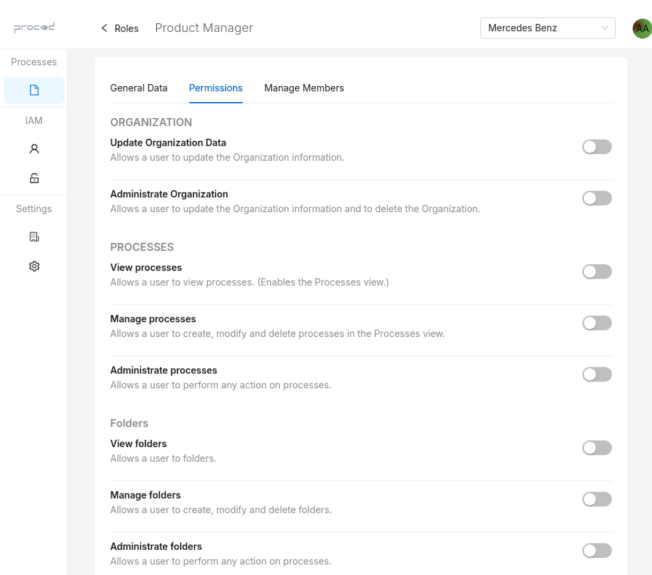 proceed
Roles
Product Manager
Mercedes Benz
AA
Processes
IAM
Settings
General Data
Permissions
Manage Members
ORGANIZATION
Update Organization Data
Allows a user to update the Organization information.
Administrate Organization
Allows a user to update the Organization information and to delete the Organization.
PROCESSES
View processes
Allows a user to view processes. (Enables the Processes view.)
Manage processes
Allows a user to create, modify and delete processes in the Processes view.
Administrate processes
Allows a user to perform any action on processes.
Folders
View folders
Allows a user to folders.
Manage folders
Allows a user to create, modify and delete folders.
Administrate folders
Allows a user to perform any action on processes.